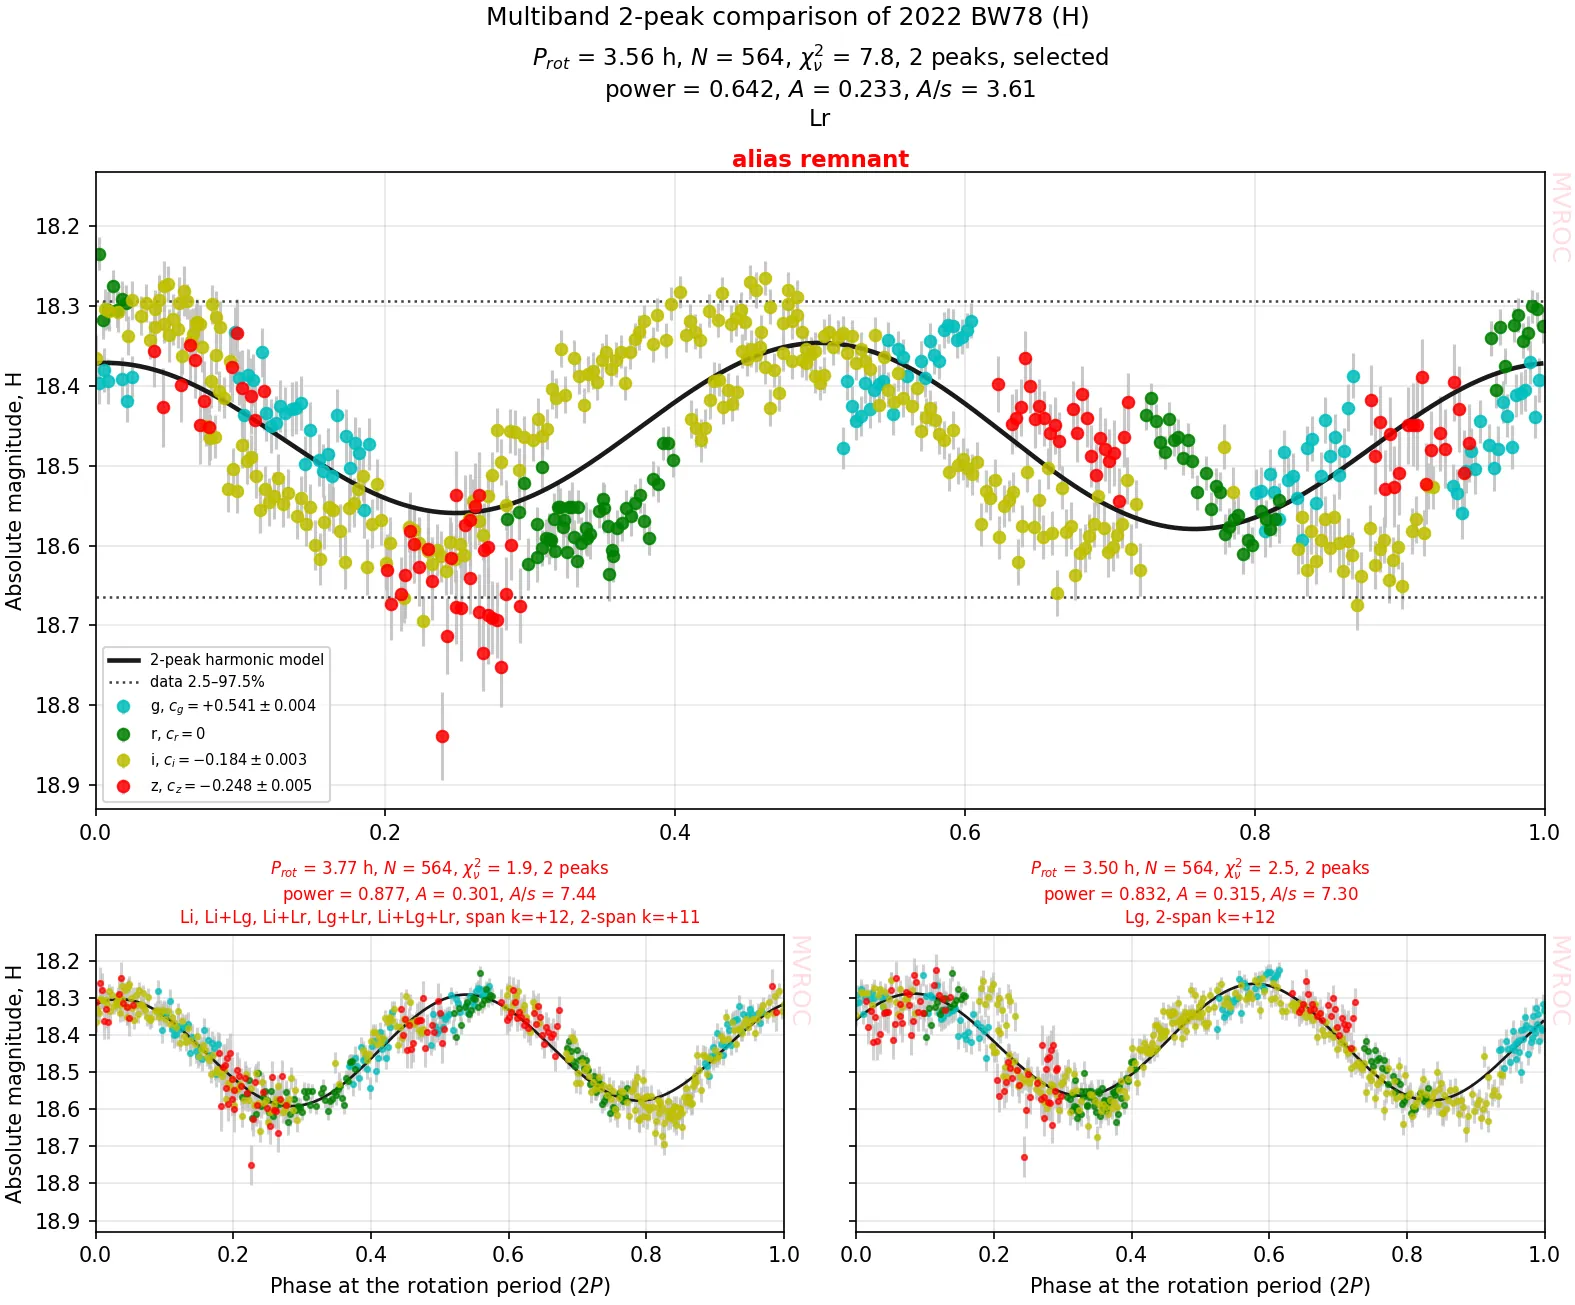 Multiband 2-peak comparison of 2022 BW78 (H)
P_rot = 3.56 h, N = 564, χ²_ν = 7.8, 2 peaks, selected
power = 0.642, A = 0.233, A/s = 3.61
Lr
alias remnant
MVROC
Absolute magnitude, H
18.2
18.3
18.4
18.5
18.6
18.7
18.8
18.9
2-peak harmonic model
data 2.5–97.5%
g, c_g = +0.541 ± 0.004
r, c_r = 0
i, c_i = −0.184 ± 0.003
z, c_z = −0.248 ± 0.005
0.0 0.2 0.4 0.6 0.8 1.0
P_rot = 3.77 h, N = 564, χ²_ν = 1.9, 2 peaks
power = 0.877, A = 0.301, A/s = 7.44
Li, Li+Lg, Li+Lr, Lg+Lr, Li+Lg+Lr, span k=+12, 2-span k=+11
MVROC
Absolute magnitude, H
18.2
18.3
18.4
18.5
18.6
18.7
18.8
18.9
0.0 0.2 0.4 0.6 0.8 1.0
Phase at the rotation period (2P)
P_rot = 3.50 h, N = 564, χ²_ν = 2.5, 2 peaks
power = 0.832, A = 0.315, A/s = 7.30
Lg, 2-span k=+12
MVROC
0.0 0.2 0.4 0.6 0.8 1.0
Phase at the rotation period (2P)